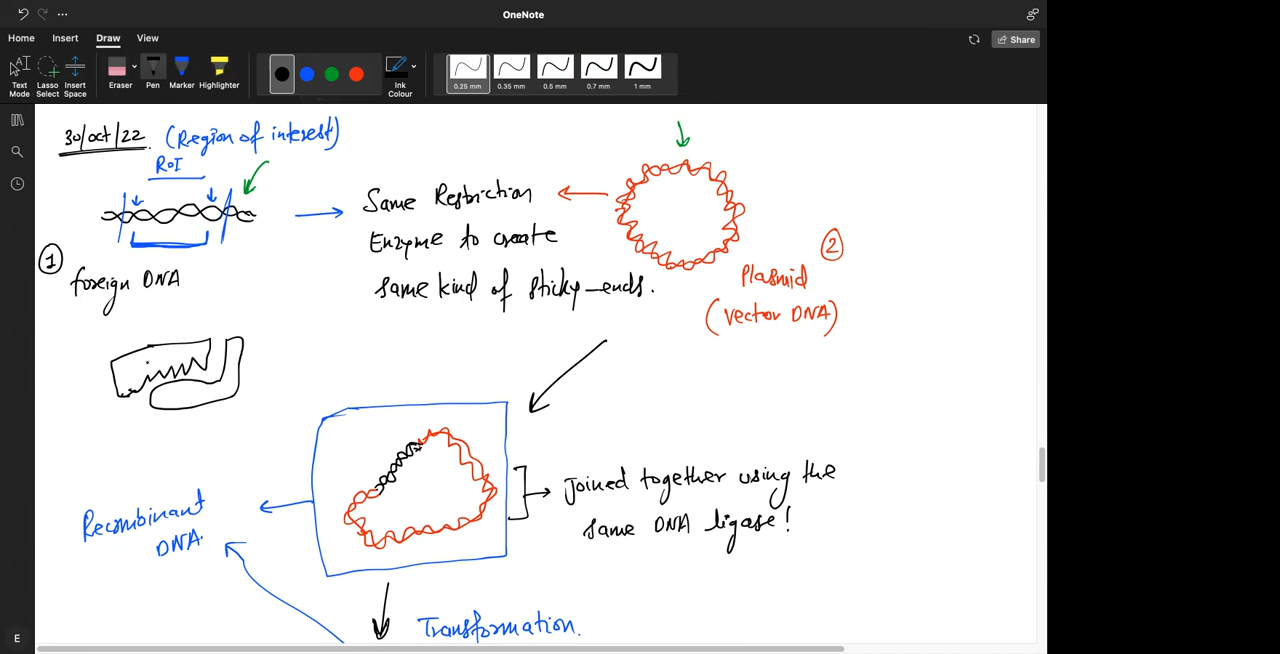 OneNote
Home Insert Draw View
Share
Text Mode
Lasso Select
Insert Space
Eraser
Pen
Marker
Highlighter
Ink Colour
0.25 mm
0.35 mm
0.5 mm
0.7 mm
1 mm
30/oct/22. (Region of interest)
ROI
Same Restriction
Enzyme to create
same kind of sticky-ends.
1
foreign DNA
2
Plasmid
(vector DNA)
Joined together using the
same DNA ligase!
Recombinant
DNA.
Transformation.
E